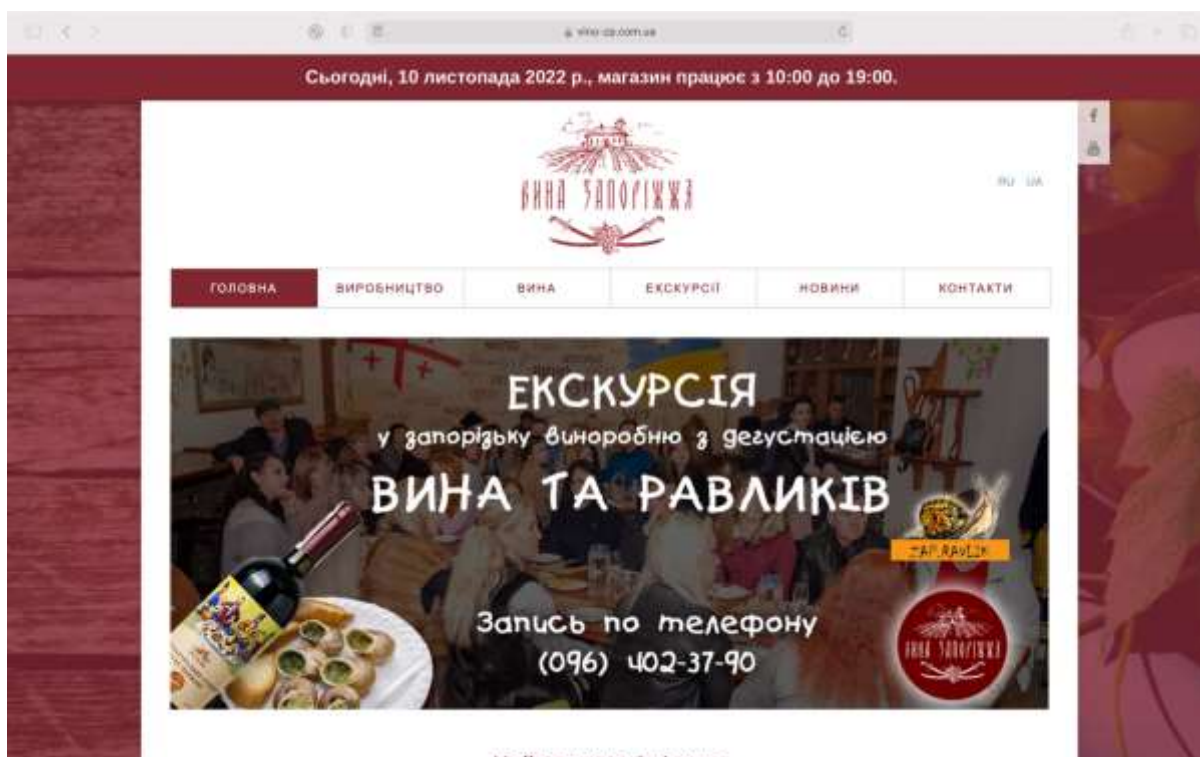 Сьогодні, 10 листопада 2022 р., магазин працює з 10:00 до 19:00.
ВИНА ЗАПОРІЖЖЯ
RU UA
ГОЛОВНА ВИРОБНИЦТВО ВИНА ЕКСКУРСІЇ НОВИНИ КОНТАКТИ
ЕКСКУРСІЯ
у запорізьку виноробню з дегустацією
ВИНА ТА РАВЛИКІВ
ZAP.RAVLIK
Запись по телефону
(096) 402-37-90
ВИНА ЗАПОРІЖЖЯ